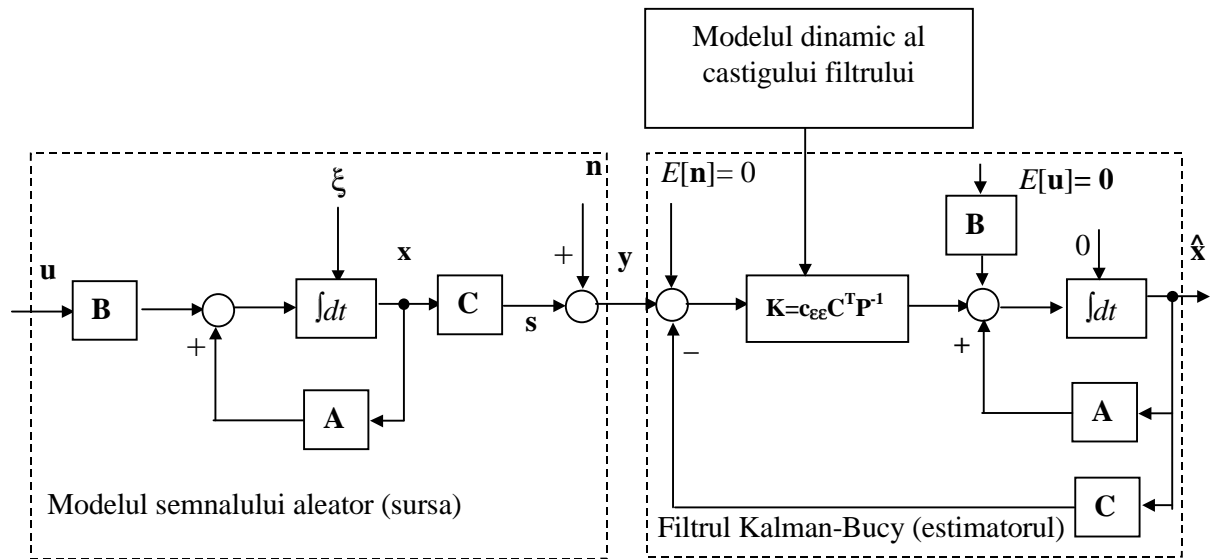 Modelul dinamic al
castigului filtrului
n
E[n]= 0
E[u]= 0
ξ
B
x
+
y
0
x̂
u
B
∫dt
C
s
K=cεεCᵀP⁻¹
∫dt
+
−
+
A
A
C
Modelul semnalului aleator (sursa)
Filtrul Kalman-Bucy (estimatorul)